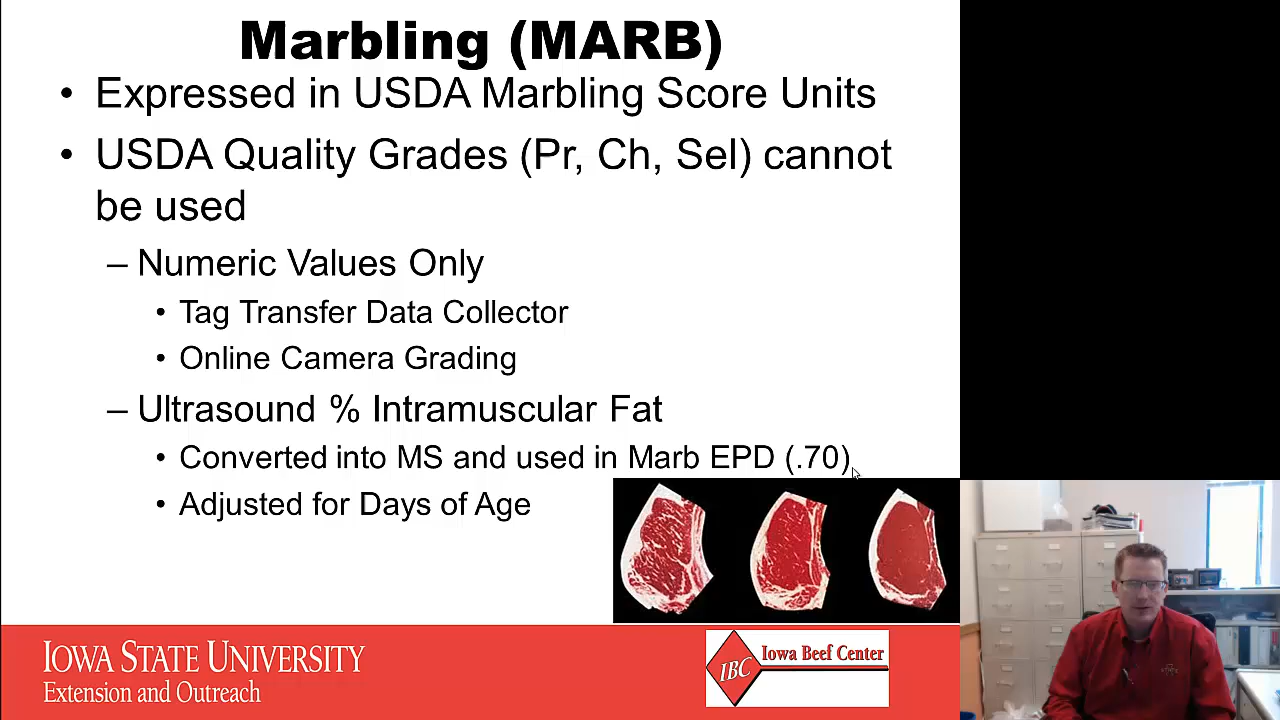 Marbling (MARB)
• Expressed in USDA Marbling Score Units
• USDA Quality Grades (Pr, Ch, Sel) cannot
be used
– Numeric Values Only
• Tag Transfer Data Collector
• Online Camera Grading
– Ultrasound % Intramuscular Fat
• Converted into MS and used in Marb EPD (.70)
• Adjusted for Days of Age
IOWA STATE UNIVERSITY
Extension and Outreach
IBC
Iowa Beef Center